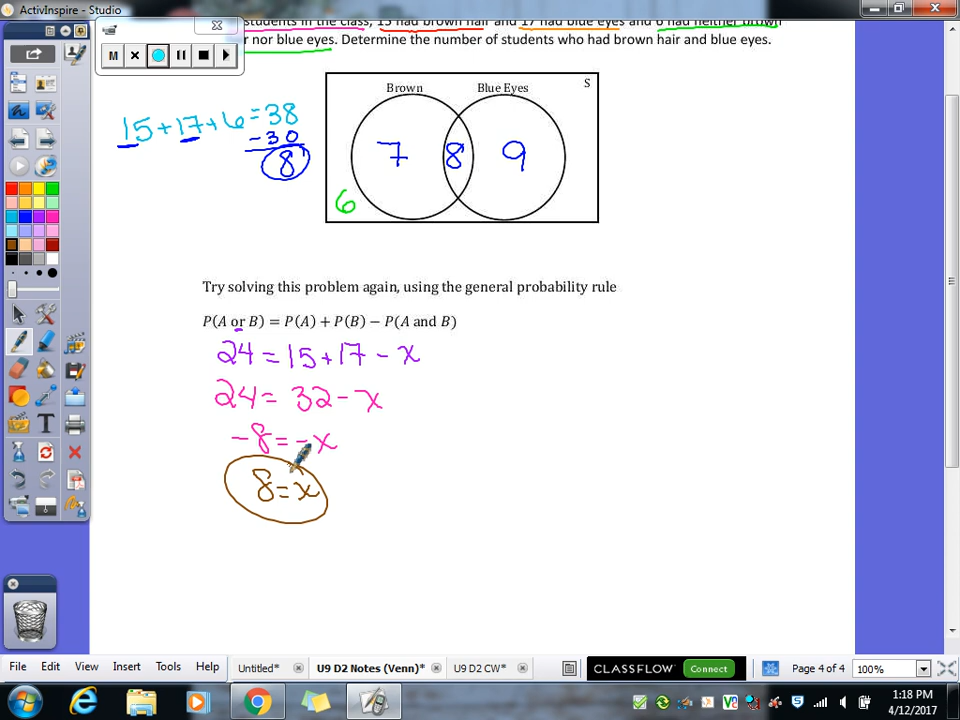 ActivInspire - Studio
students in the class, 15 had brown hair and 17 had blue eyes and 6 had neither brown
r nor blue eyes. Determine the number of students who had brown hair and blue eyes.
M
Brown
Blue Eyes
S
15+17+6=38
-30
8
7 8 9
6
Try solving this problem again, using the general probability rule
P(A or B) = P(A) + P(B) − P(A and B)
24 = 15+17 - x
24 = 32 - x
-8 = -x
8 = x
File Edit View Insert Tools Help
Untitled*
U9 D2 Notes (Venn)*
U9 D2 CW*
CLASSFLOW Connect
Page 4 of 4
100%
1:18 PM
4/12/2017